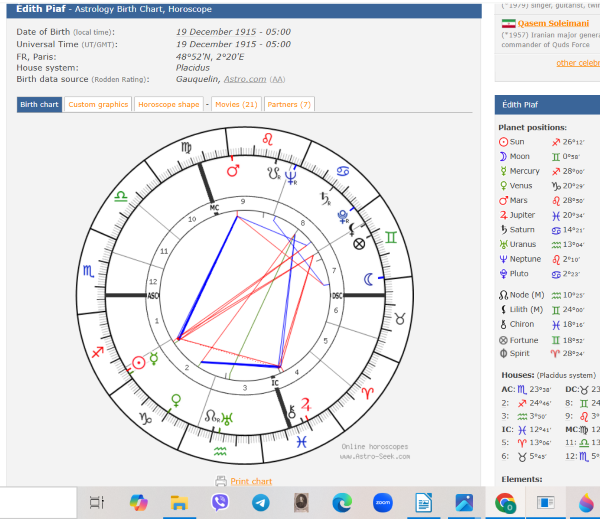 Edith Piaf - Astrology Birth Chart, Horoscope
Date of Birth (local time): 19 December 1915 - 05:00
Universal Time (UT/GMT): 19 December 1915 - 05:00
FR, Paris: 48°52'N, 2°20'E
House system: Placidus
Birth data source (Rodden Rating): Gauquelin, Astro.com (AA)
Birth chart Custom graphics Horoscope shape - Movies (21) Partners (7)
MC
ASC
DSC
IC
1
2
3
4
5
6
7
8
9
10
11
12
Online horoscopes
www.Astro-Seek.com
Print chart
(*1979) singer, guitarist,
Qasem Soleimani
(*1957) Iranian major genera
commander of Quds Force
other celebr
Édith Piaf
Planet positions:
Sun 26°12'
Moon 0°58'
Mercury 28°00'
Venus 20°29'
Mars 28°50'
Jupiter 20°34'
Saturn 14°21'
Uranus 13°04'
Neptune 2°10'
Pluto 2°23'
Node (M) 10°25'
Lilith (M) 24°00'
Chiron 18°16'
Fortune 18°52'
Spirit 28°24'
Houses: (Placidus system)
AC: 23°38' DC: 23
2: 24°46' 8: 24
3: 3°50' 9: 3°
IC: 12°41' MC: 12
5: 13°06' 11: 13
6: 5°48' 12: 5°
Elements:
zoom